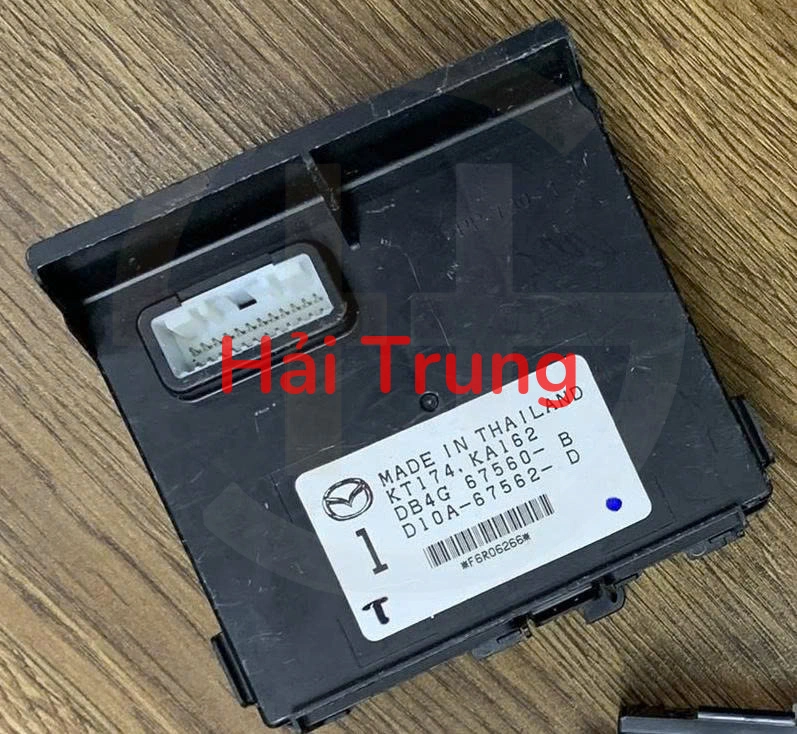 Hải Trung
MADE IN THAILAND
KT174, KA162
DB4G 67560- B
D10A-67562- D
1
*F6R06266*
T